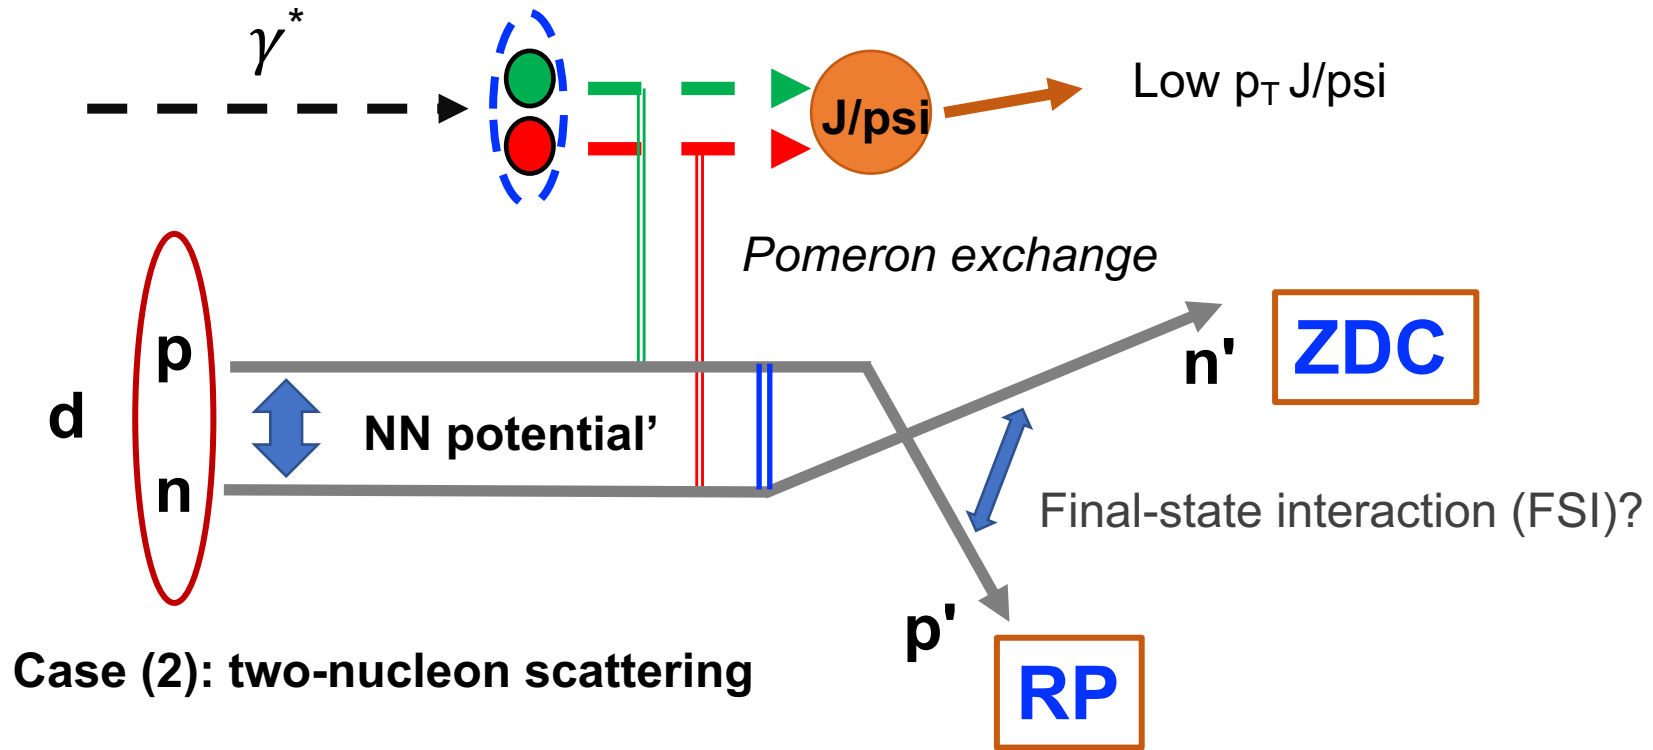 γ*
J/psi
Low pT J/psi
Pomeron exchange
p
d
NN potential’
n
n'
ZDC
Final-state interaction (FSI)?
p'
RP
Case (2): two-nucleon scattering